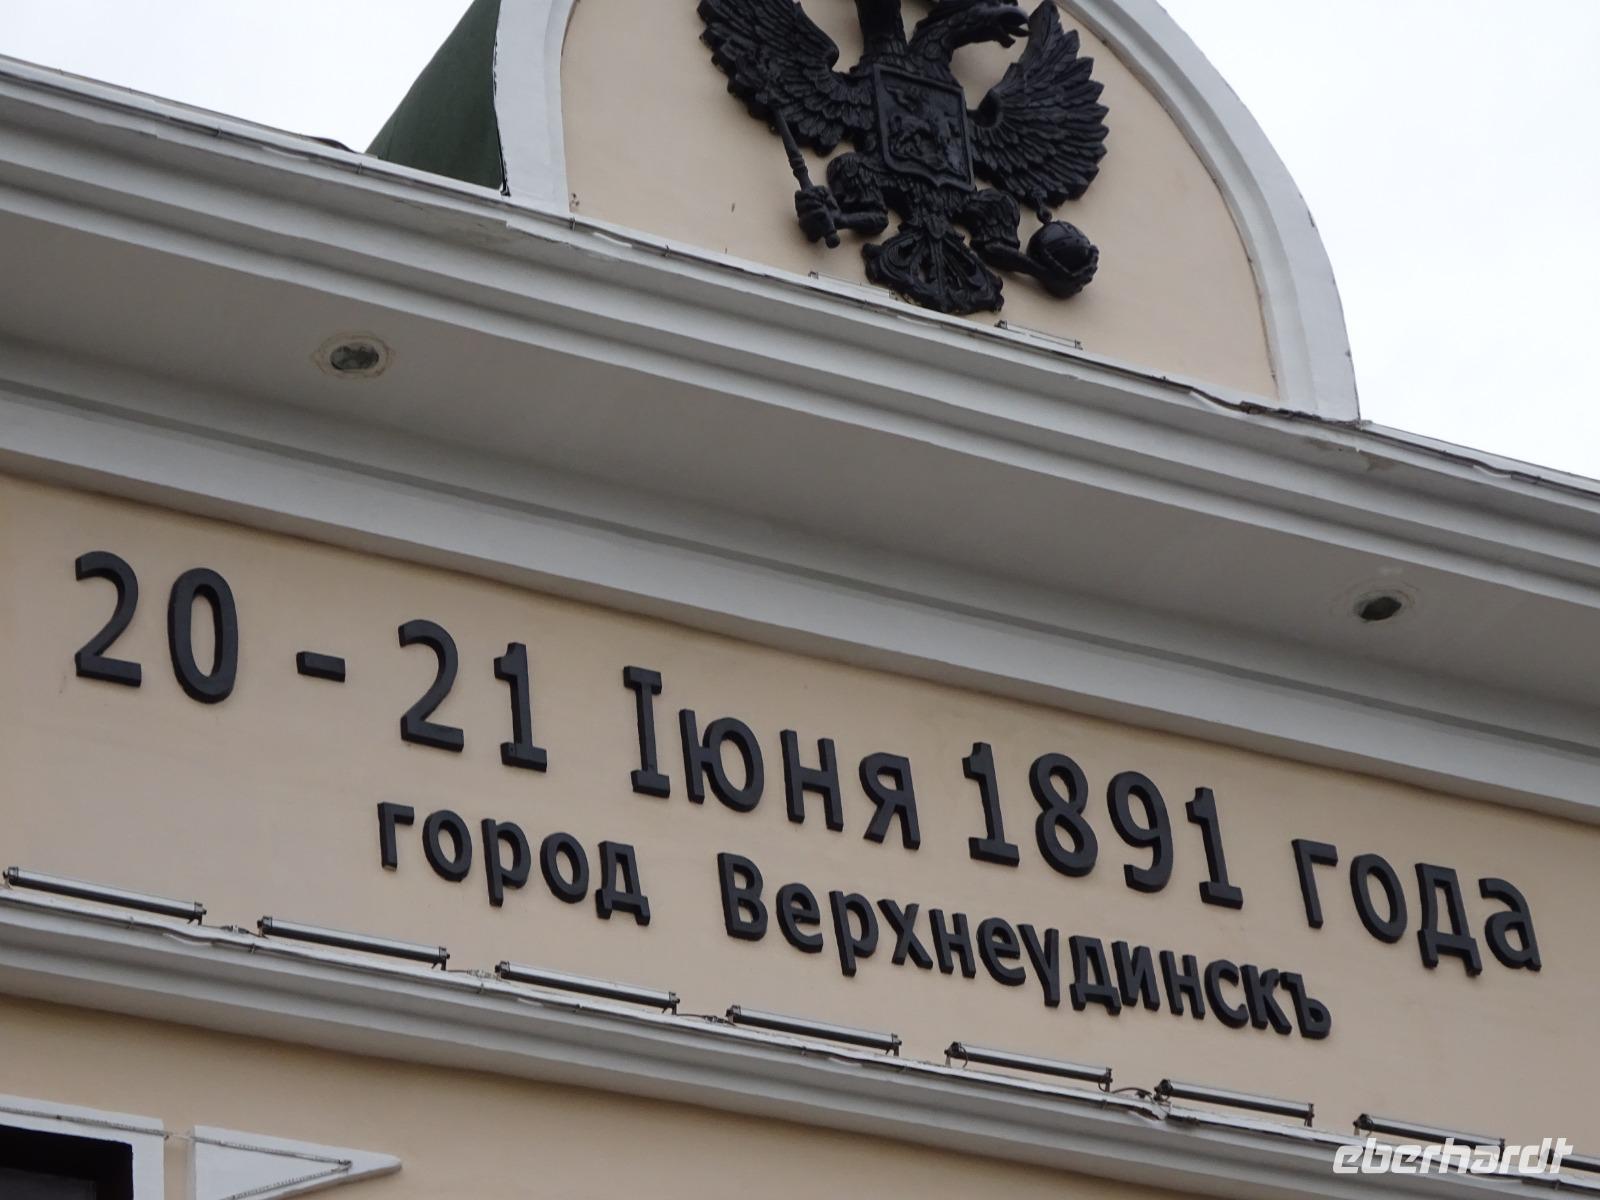 20 - 21 Іюня 1891 года
город Верхнеудинскъ
eberhardt